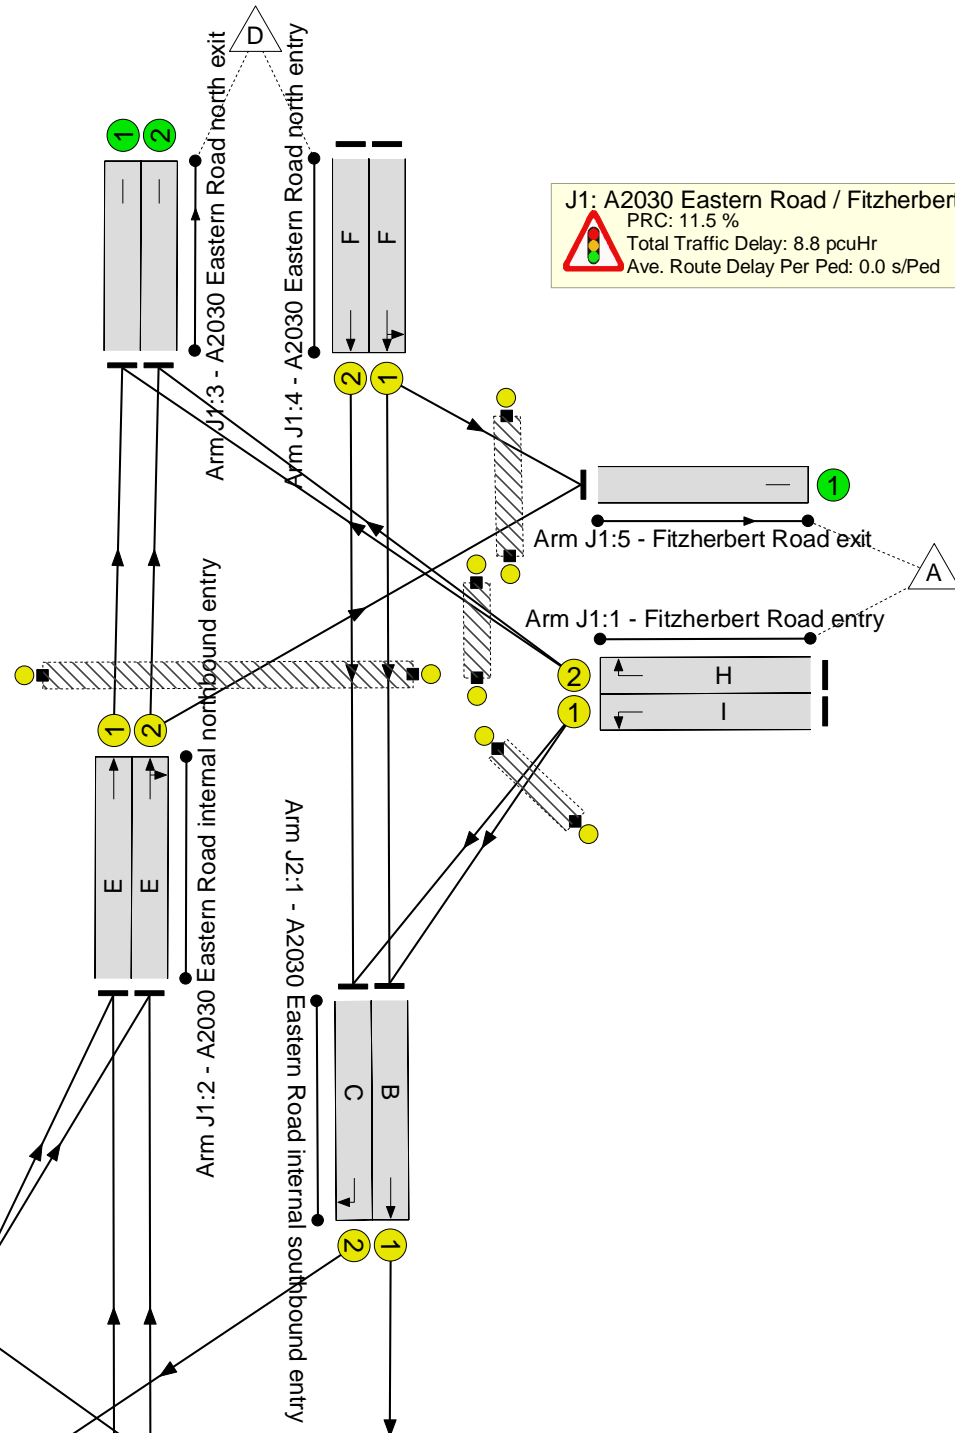 D
1
2
Arm J1:3 - A2030 Eastern Road north exit
Arm J1:4 - A2030 Eastern Road north entry
F
F
2
1
J1: A2030 Eastern Road / Fitzherbert
PRC: 11.5 %
Total Traffic Delay: 8.8 pcuHr
Ave. Route Delay Per Ped: 0.0 s/Ped
1
Arm J1:5 - Fitzherbert Road exit
A
Arm J1:1 - Fitzherbert Road entry
2
H
1
I
1
2
E
E
Arm J1:2 - A2030 Eastern Road internal northbound entry
Arm J2:1 - A2030 Eastern Road internal southbound entry
C
B
2
1